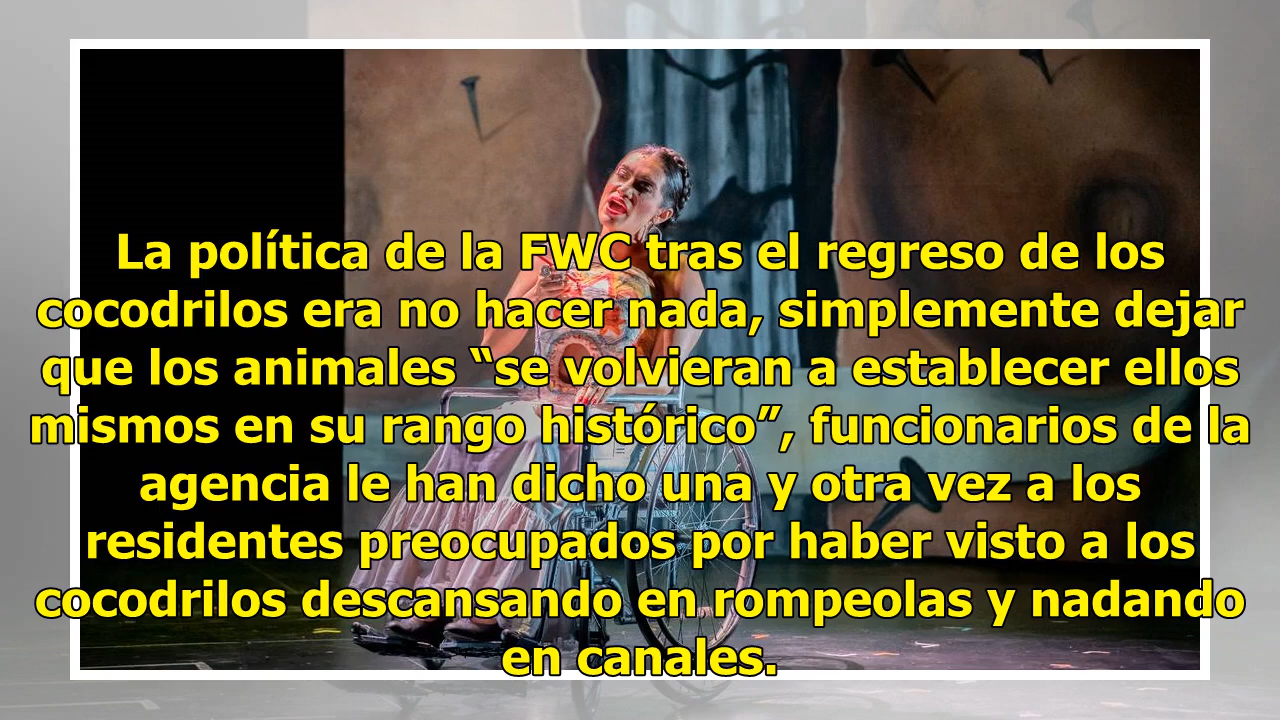 La política de la FWC tras el regreso de los
cocodrilos era no hacer nada, simplemente dejar
que los animales “se volvieran a establecer ellos
mismos en su rango histórico”, funcionarios de la
agencia le han dicho una y otra vez a los
residentes preocupados por haber visto a los
cocodrilos descansando en rompeolas y nadando
en canales.